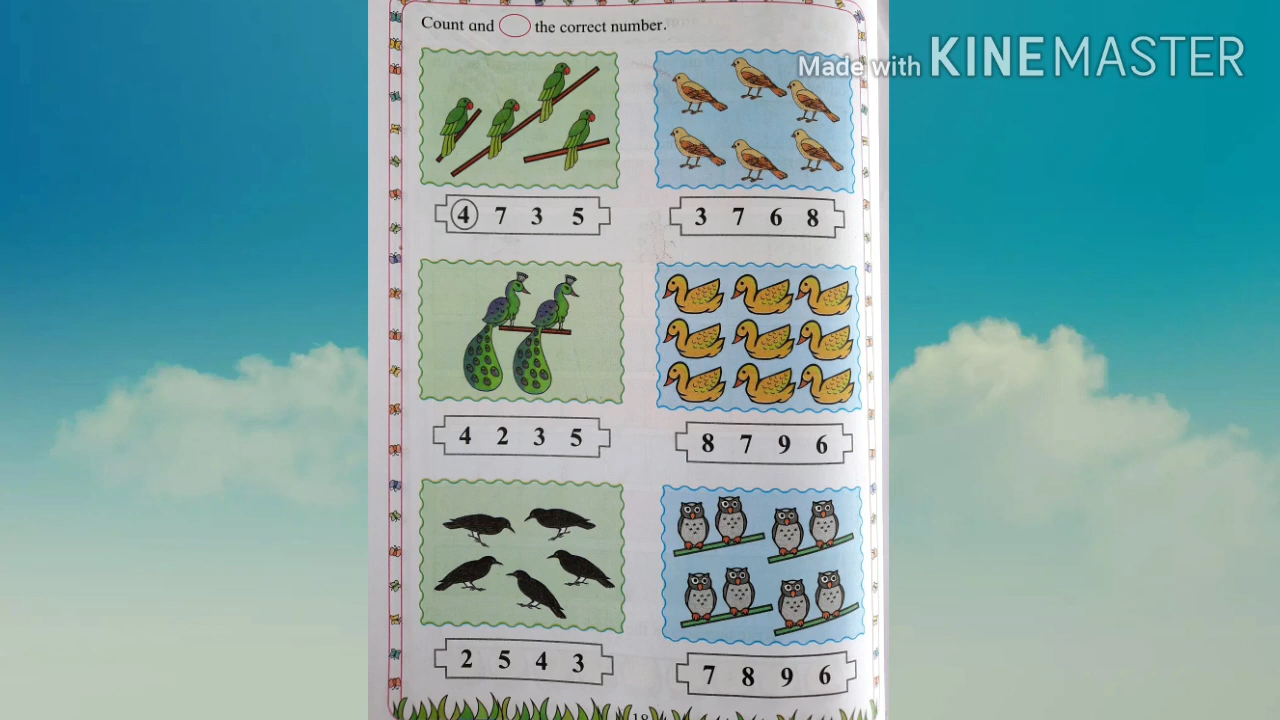 Count and the correct number.
Made with KINEMASTER
4 7 3 5
3 7 6 8
4 2 3 5
8 7 9 6
2 5 4 3
7 8 9 6
18